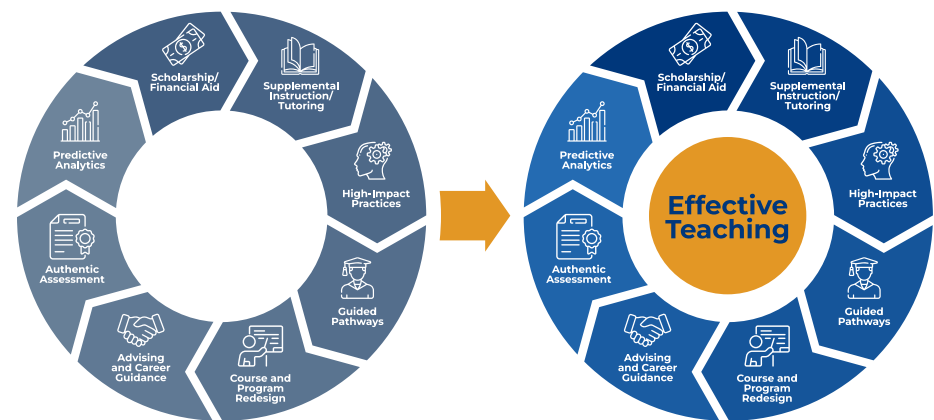 Scholarship/
Financial Aid
Supplemental
Instruction/
Tutoring
High-Impact
Practices
Guided
Pathways
Course and
Program
Redesign
Advising
and Career
Guidance
Authentic
Assessment
Predictive
Analytics
Scholarship/
Financial Aid
Supplemental
Instruction/
Tutoring
High-Impact
Practices
Guided
Pathways
Course and
Program
Redesign
Advising
and Career
Guidance
Authentic
Assessment
Predictive
Analytics
Effective
Teaching